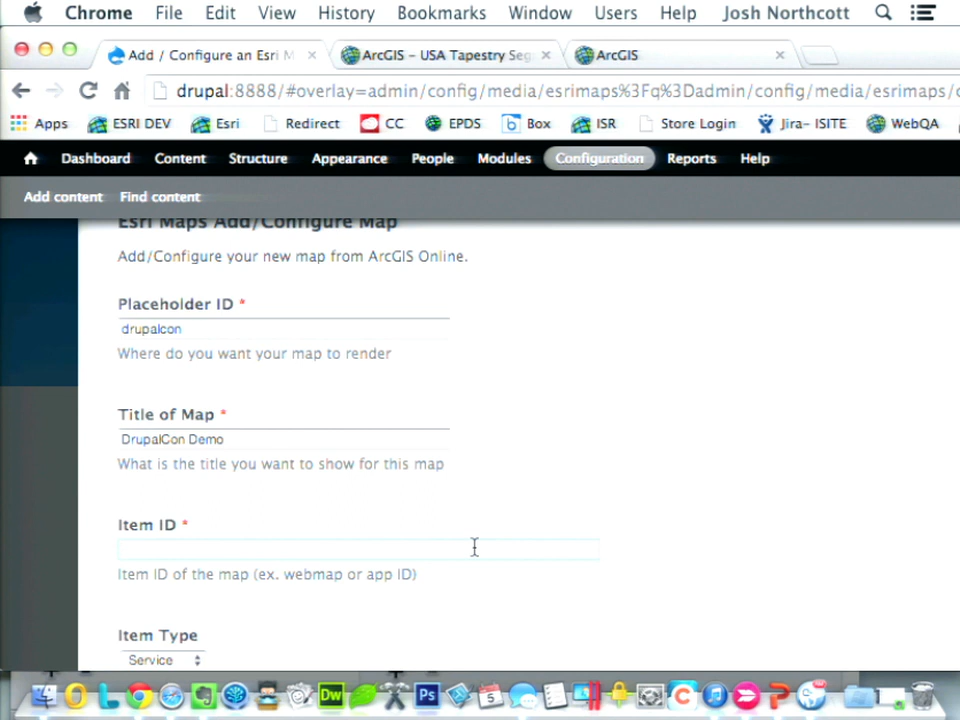 Chrome File Edit View History Bookmarks Window Users Help Josh Northcott
Add / Configure an Esri M
ArcGIS - USA Tapestry Seg
ArcGIS
drupal:8888/#overlay=admin/config/media/esrimaps%3Fq%3Dadmin/config/media/esrimaps/
Apps ESRI DEV Esri Redirect CC EPDS Box ISR Store Login Jira- ISITE WebQA
Dashboard Content Structure Appearance People Modules Configuration Reports Help
Add content Find content
Esri Maps Add/Configure Map
Add/Configure your new map from ArcGIS Online.
Placeholder ID *
drupalcon
Where do you want your map to render
Title of Map *
DrupalCon Demo
What is the title you want to show for this map
Item ID *
Item ID of the map (ex. webmap or app ID)
Item Type
Service
Dw Ps 5